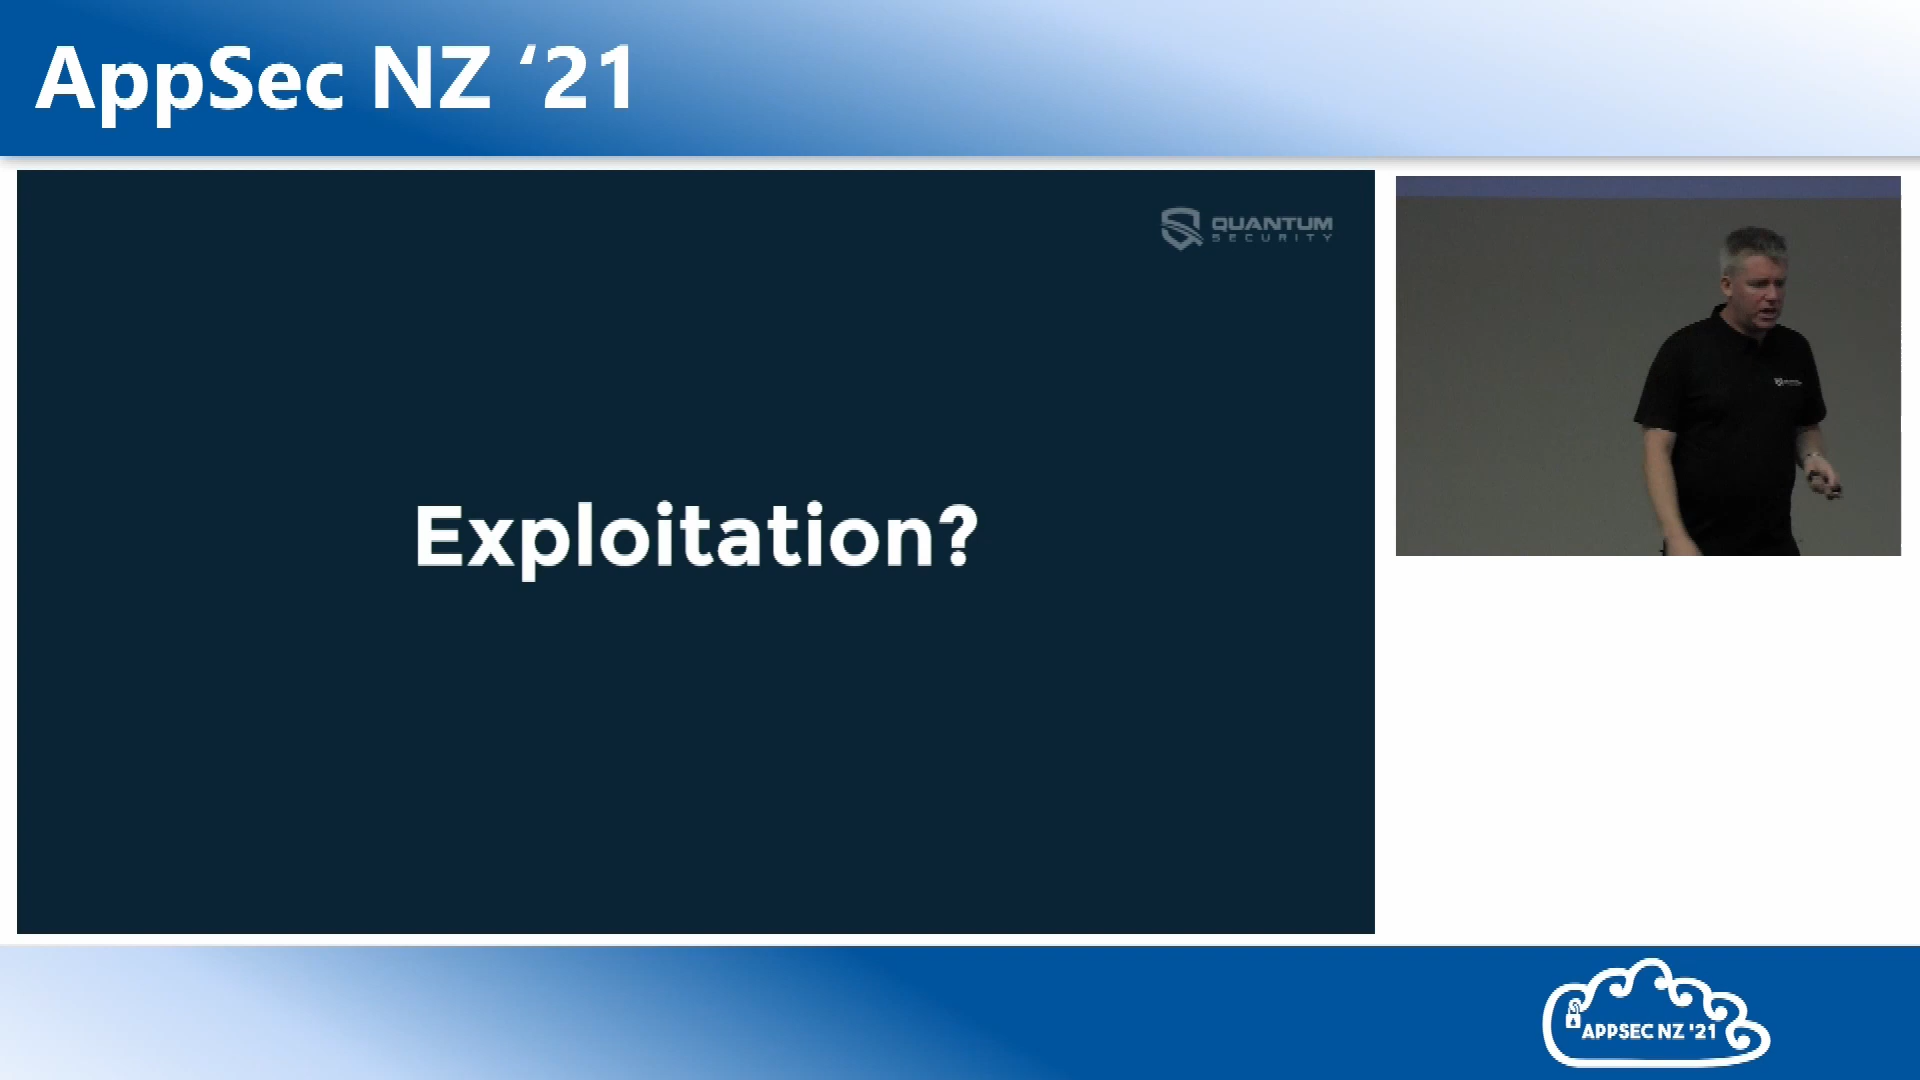 AppSec NZ ‘21
QUANTUM
SECURITY
Exploitation?
APPSEC NZ '21